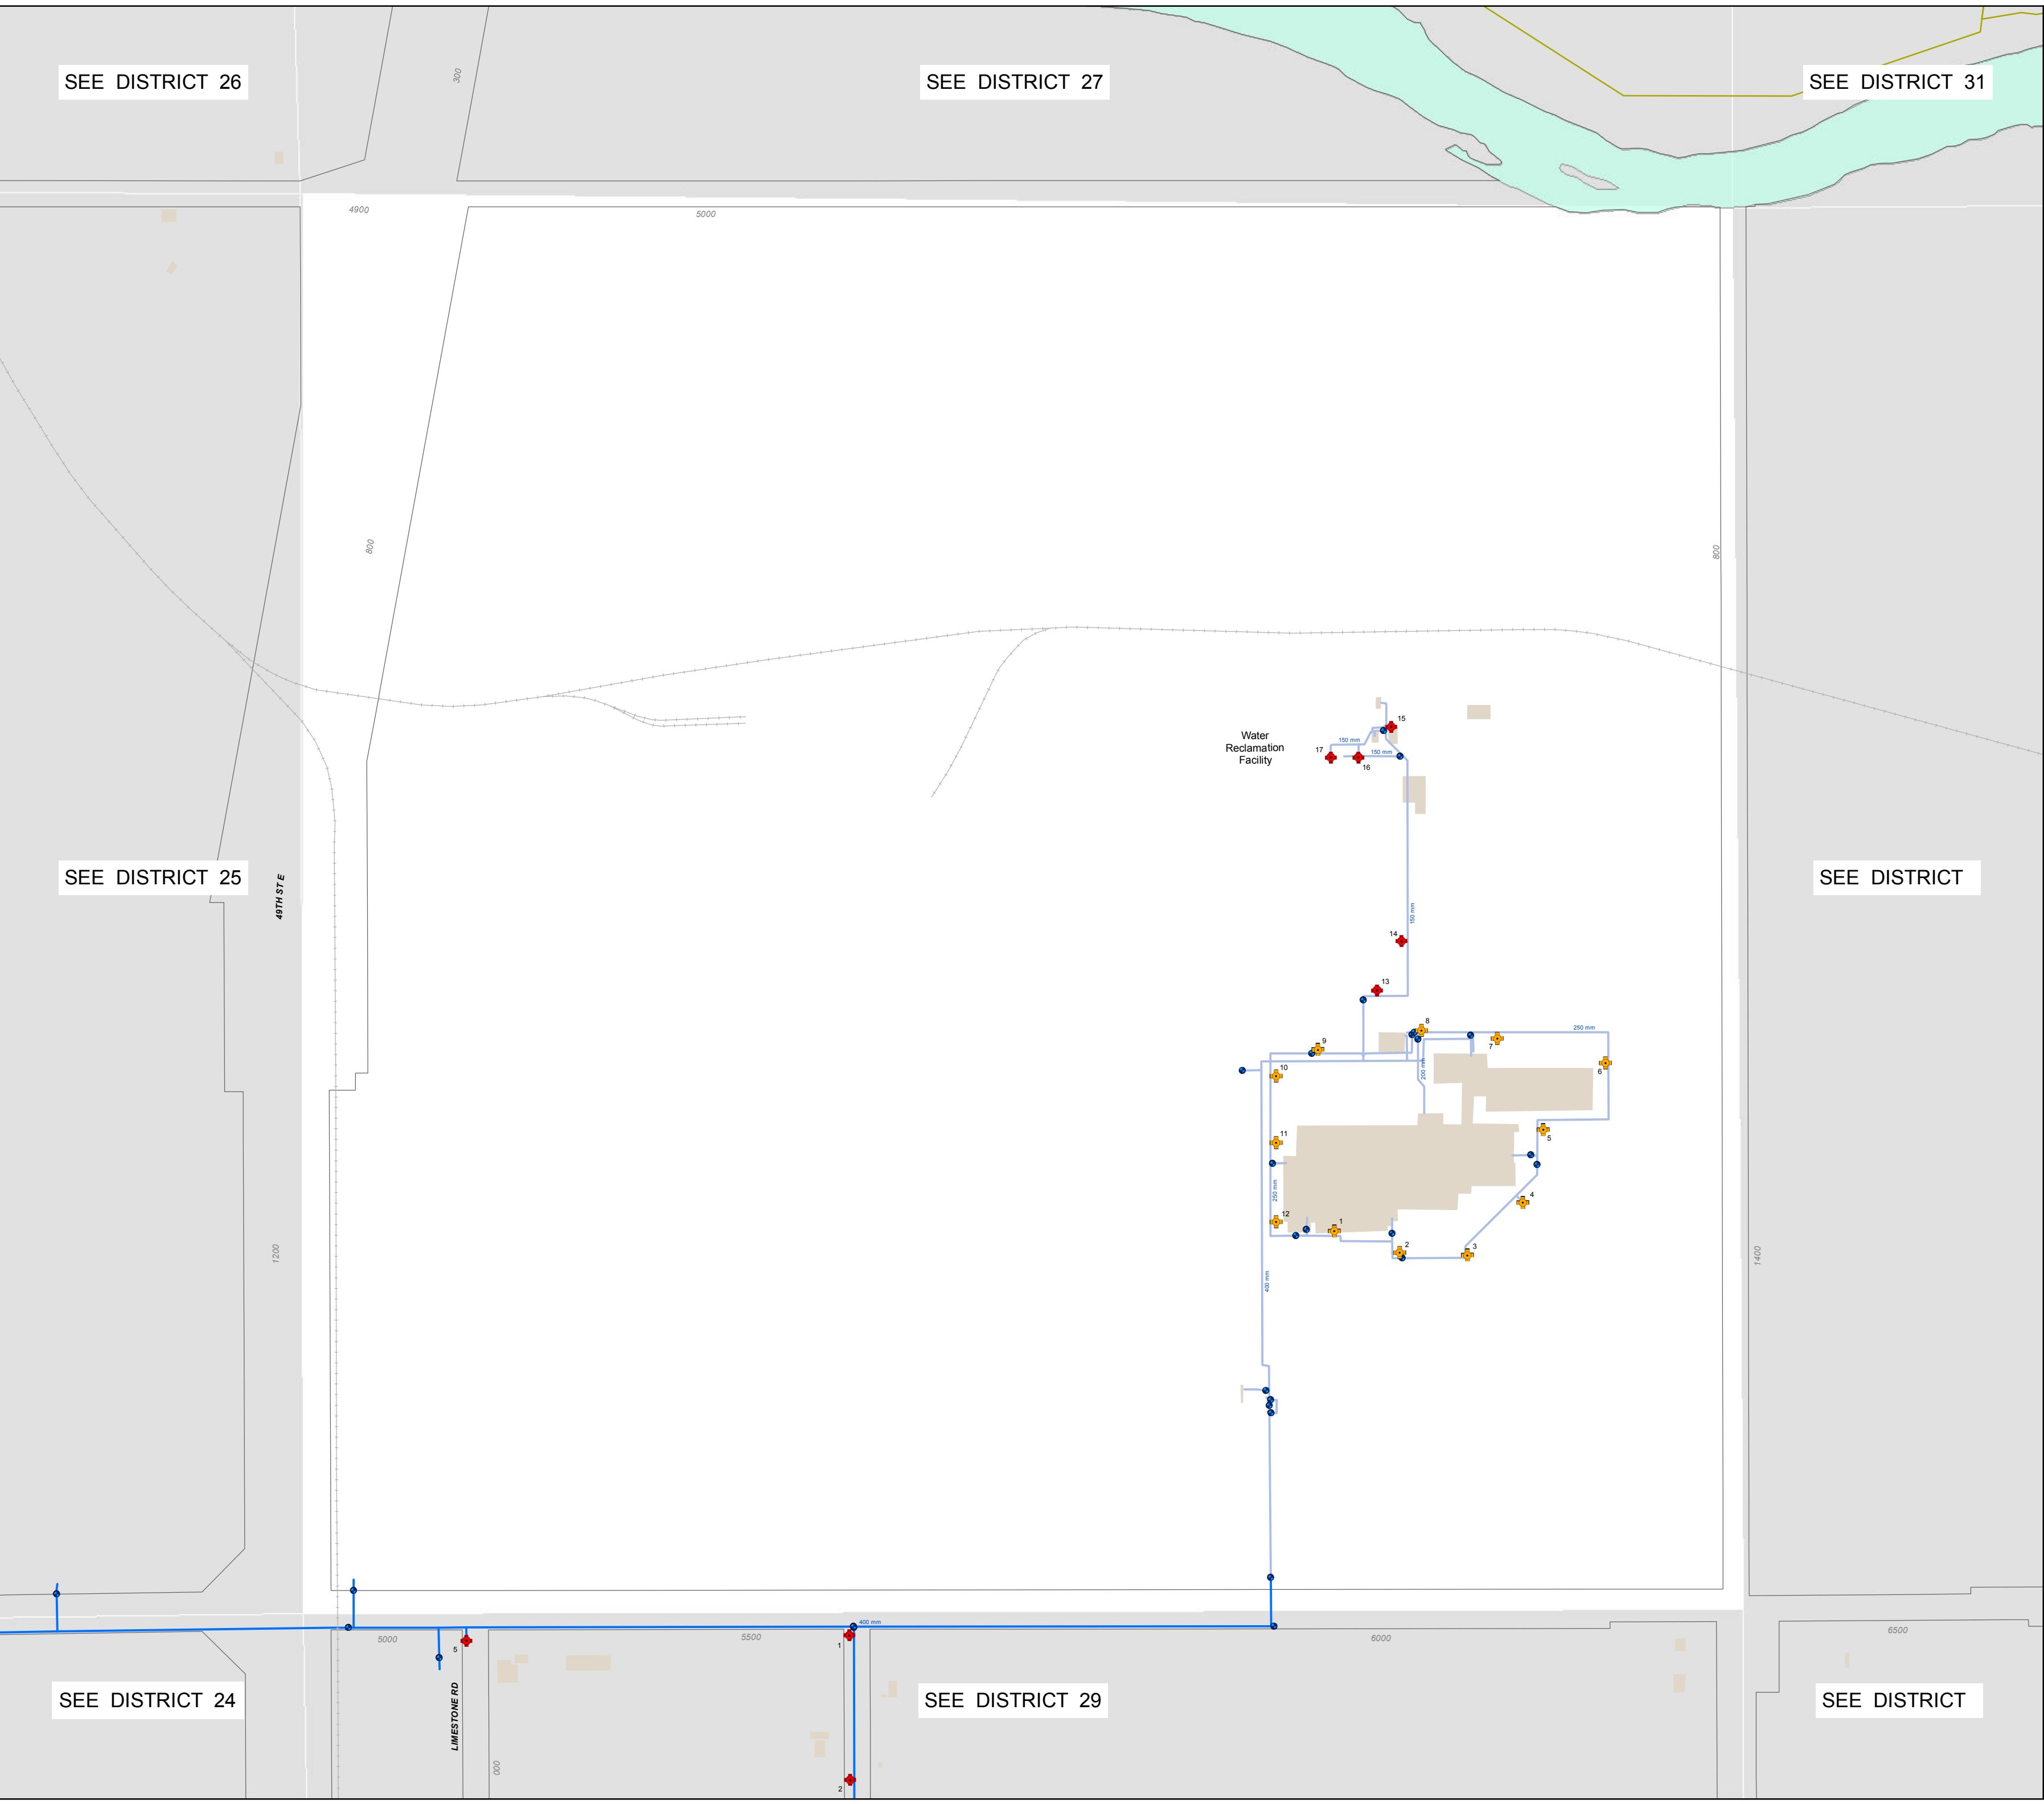 SEE DISTRICT 26
300
SEE DISTRICT 27
SEE DISTRICT 31
4900
5000
800
800
Water
Reclamation
Facility
15
150 mm
150 mm
17
16
SEE DISTRICT 25
49TH ST E
SEE DISTRICT
150 mm
14
13
8
250 mm
9
7
200 mm
10
6
11
5
250 mm
4
12
1
2
3
1200
1400
400 mm
400 mm
5000
5
5500
1
6000
6500
SEE DISTRICT 24
LIMESTONE RD
SEE DISTRICT 29
SEE DISTRICT
000
2